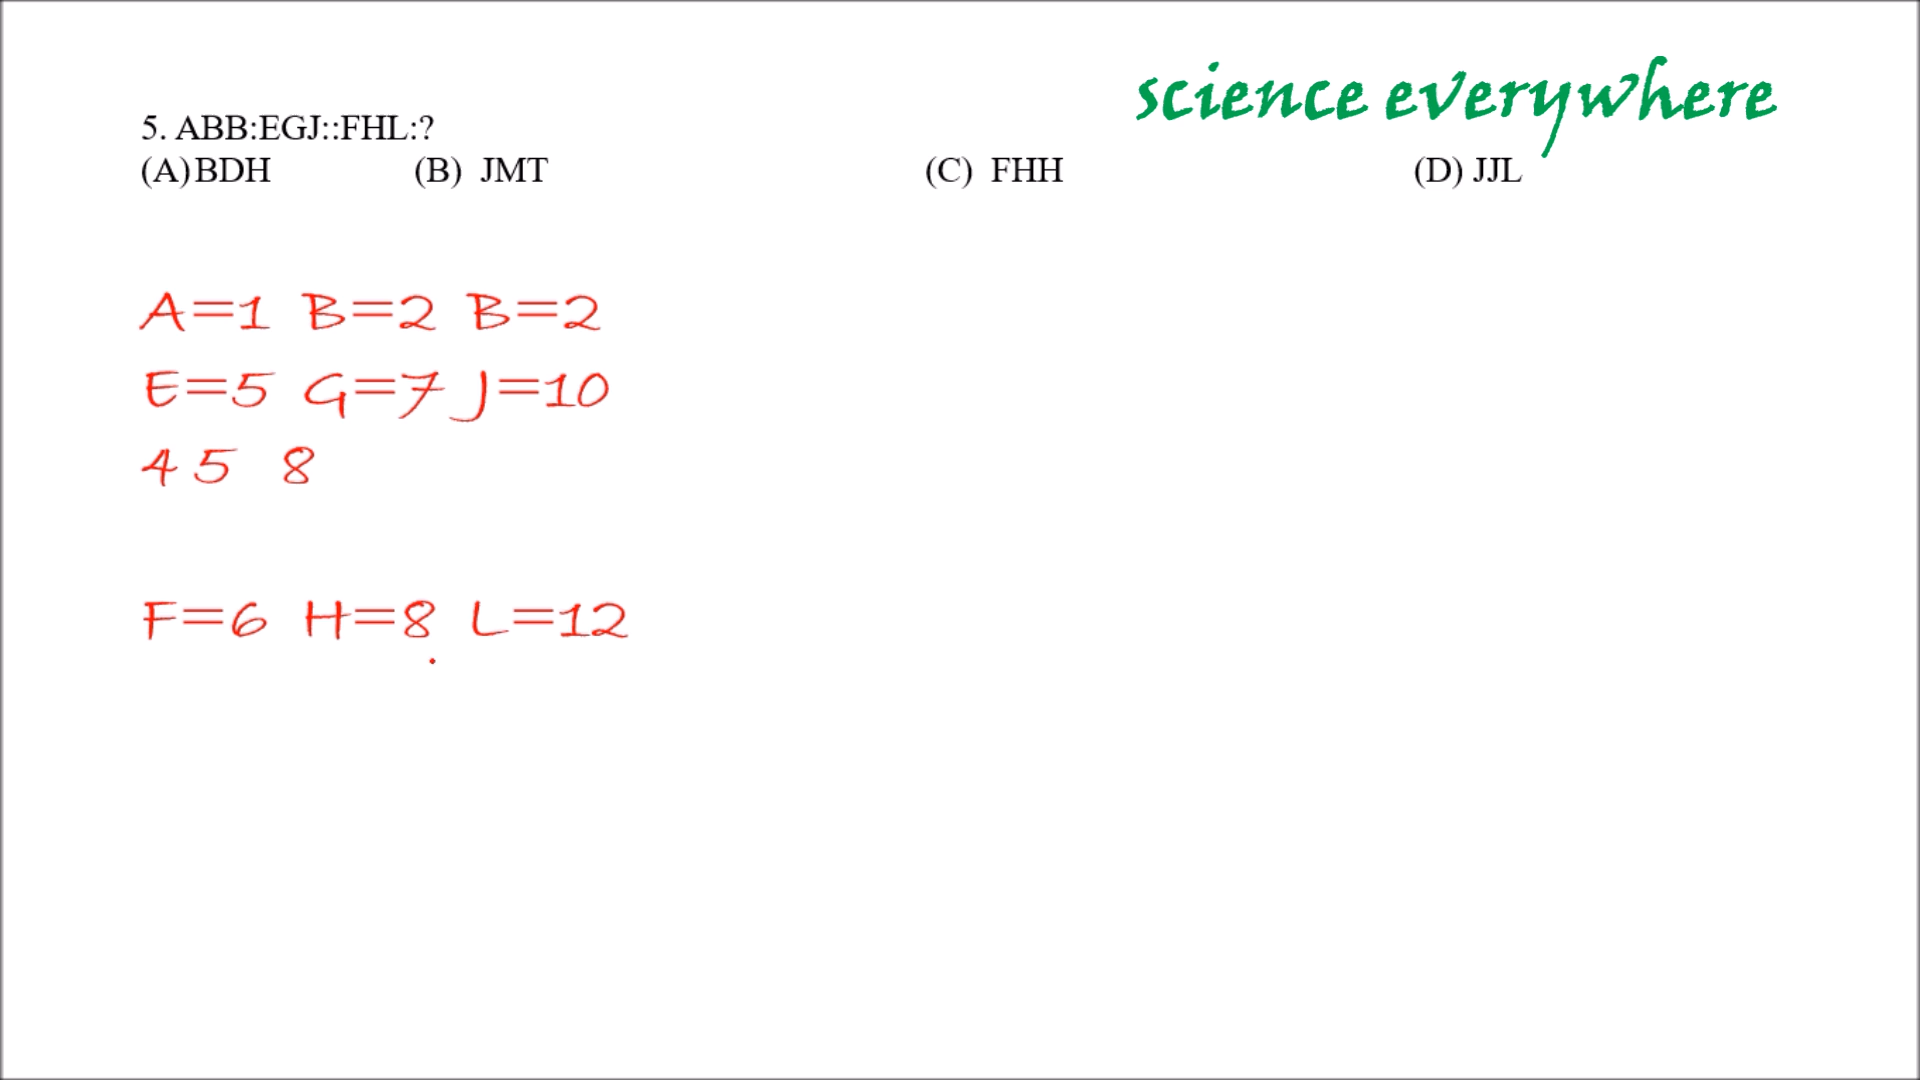 science everywhere
5. ABB:EGJ::FHL:?
(A) BDH (B) JMT (C) FHH (D) JJL
A=1 B=2 B=2
E=5 G=7 J=10
4 5 8
F=6 H=8 L=12